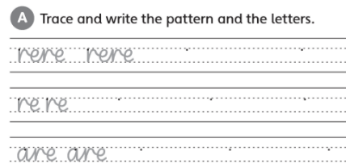 A Trace and write the pattern and the letters.
rere rere
re re
are are